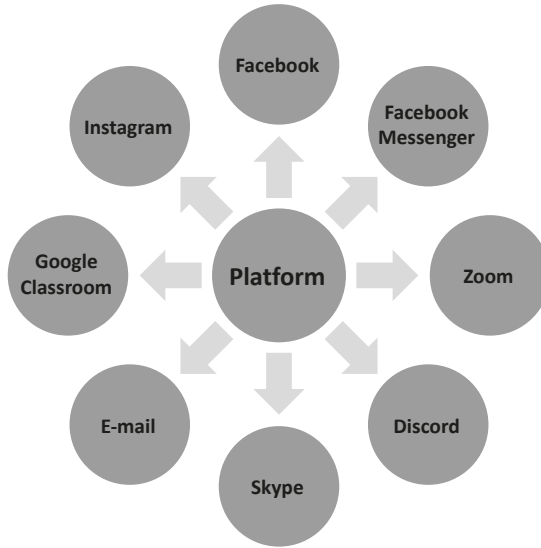 Facebook
Facebook
Messenger
Instagram
Google
Classroom
Platform
Zoom
E-mail
Discord
Skype